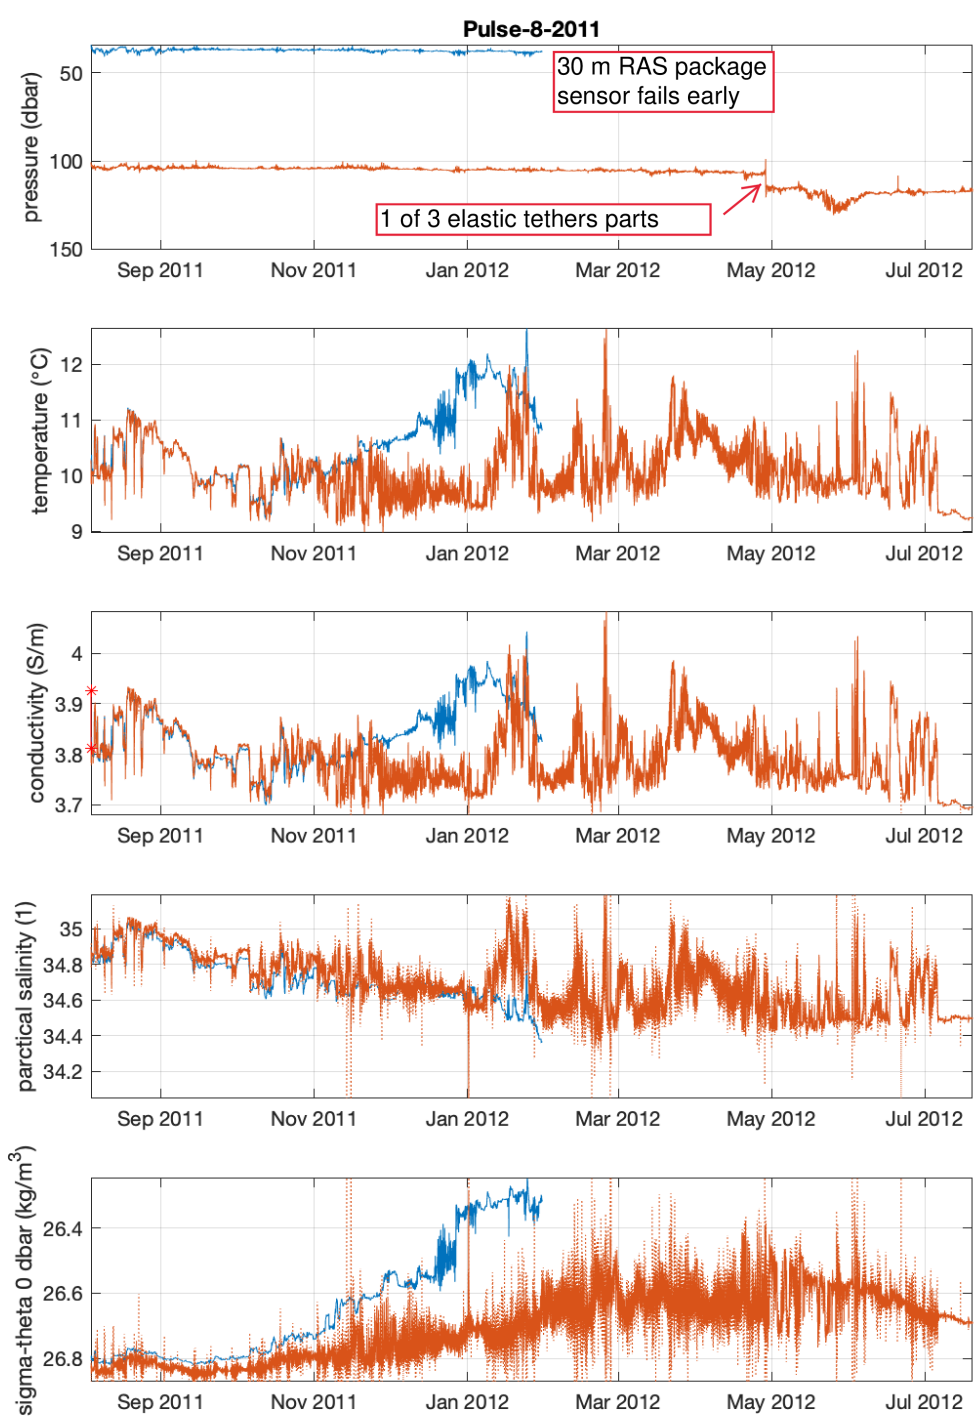 Pulse-8-2011
pressure (dbar)
50
100
150
30 m RAS package
sensor fails early
1 of 3 elastic tethers parts
Sep 2011 Nov 2011 Jan 2012 Mar 2012 May 2012 Jul 2012
temperature (°C)
12
11
10
9
Sep 2011 Nov 2011 Jan 2012 Mar 2012 May 2012 Jul 2012
conductivity (S/m)
4
3.9
3.8
3.7
Sep 2011 Nov 2011 Jan 2012 Mar 2012 May 2012 Jul 2012
parctical salinity (1)
35
34.8
34.6
34.4
34.2
Sep 2011 Nov 2011 Jan 2012 Mar 2012 May 2012 Jul 2012
sigma-theta 0 dbar (kg/m³)
26.4
26.6
26.8
Sep 2011 Nov 2011 Jan 2012 Mar 2012 May 2012 Jul 2012